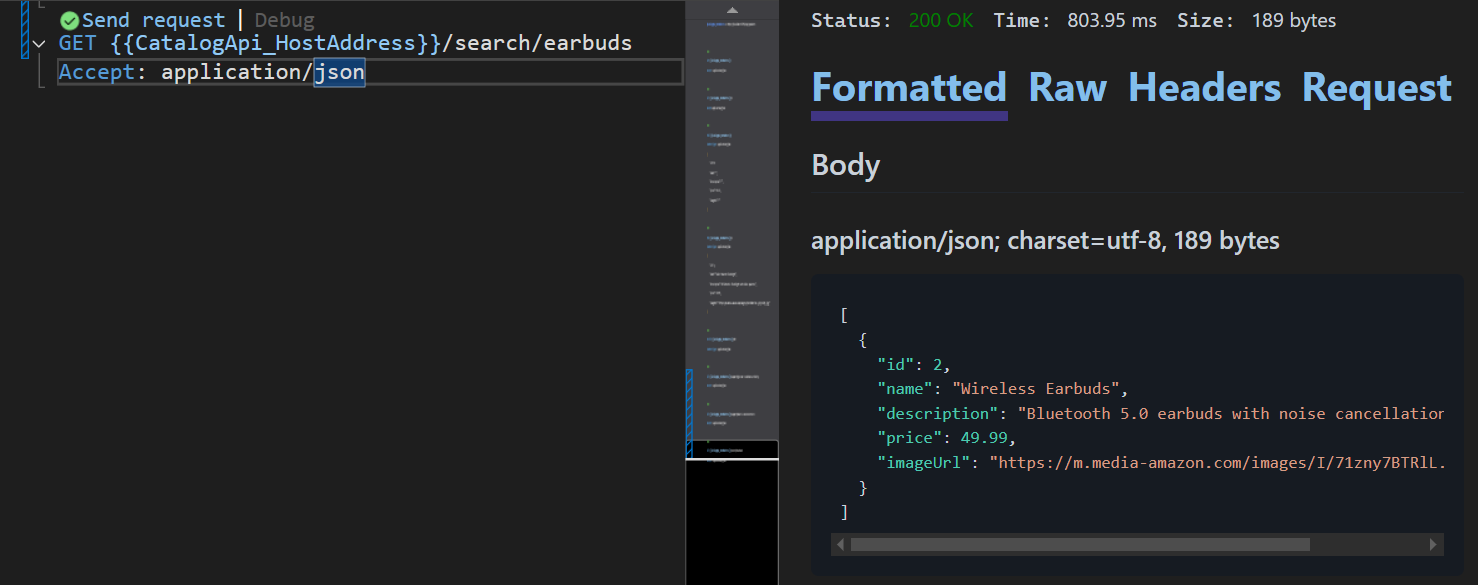 Send request | Debug
GET {{CatalogApi_HostAddress}}/search/earbuds
Accept: application/json
Status: 200 OK Time: 803.95 ms Size: 189 bytes
Formatted Raw Headers Request
Body
application/json; charset=utf-8, 189 bytes
[
{
"id": 2,
"name": "Wireless Earbuds",
"description": "Bluetooth 5.0 earbuds with noise cancellation
"price": 49.99,
"imageUrl": "https://m.media-amazon.com/images/I/71zny7BTRlL.
}
]